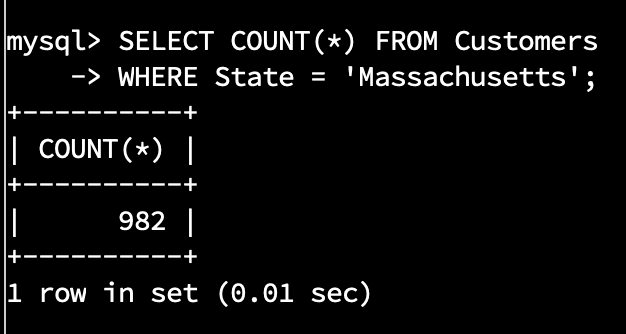 mysql> SELECT COUNT(*) FROM Customers
    -> WHERE State = 'Massachusetts';
+----------+
| COUNT(*) |
+----------+
|      982 |
+----------+
1 row in set (0.01 sec)